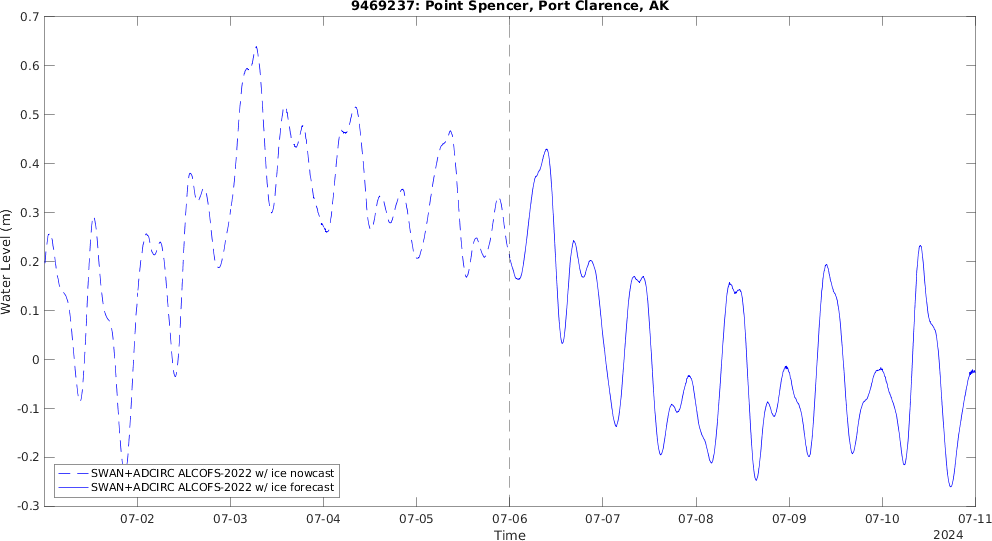 9469237: Point Spencer, Port Clarence, AK
0.7
0.6
0.5
0.4
0.3
0.2
0.1
0
-0.1
-0.2
-0.3
Water Level (m)
SWAN+ADCIRC ALCOFS-2022 w/ ice nowcast
SWAN+ADCIRC ALCOFS-2022 w/ ice forecast
07-02 07-03 07-04 07-05 07-06 07-07 07-08 07-09 07-10 07-11
Time
2024